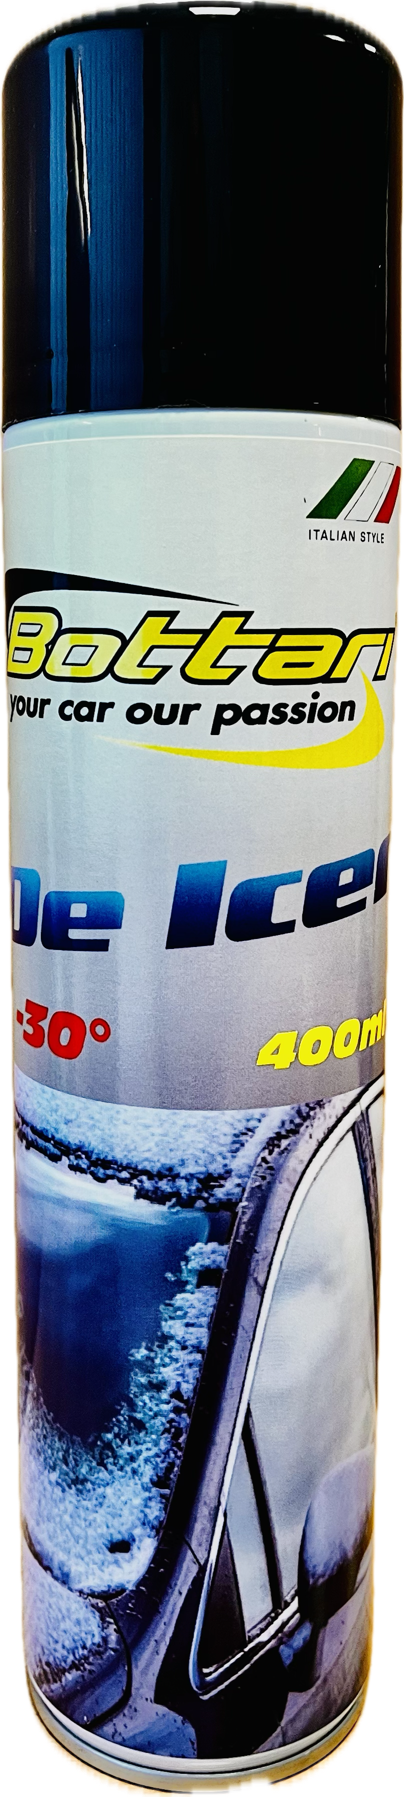 ITALIAN STYLE
Bottari
your car our passion
De Icer
-30°
400ml